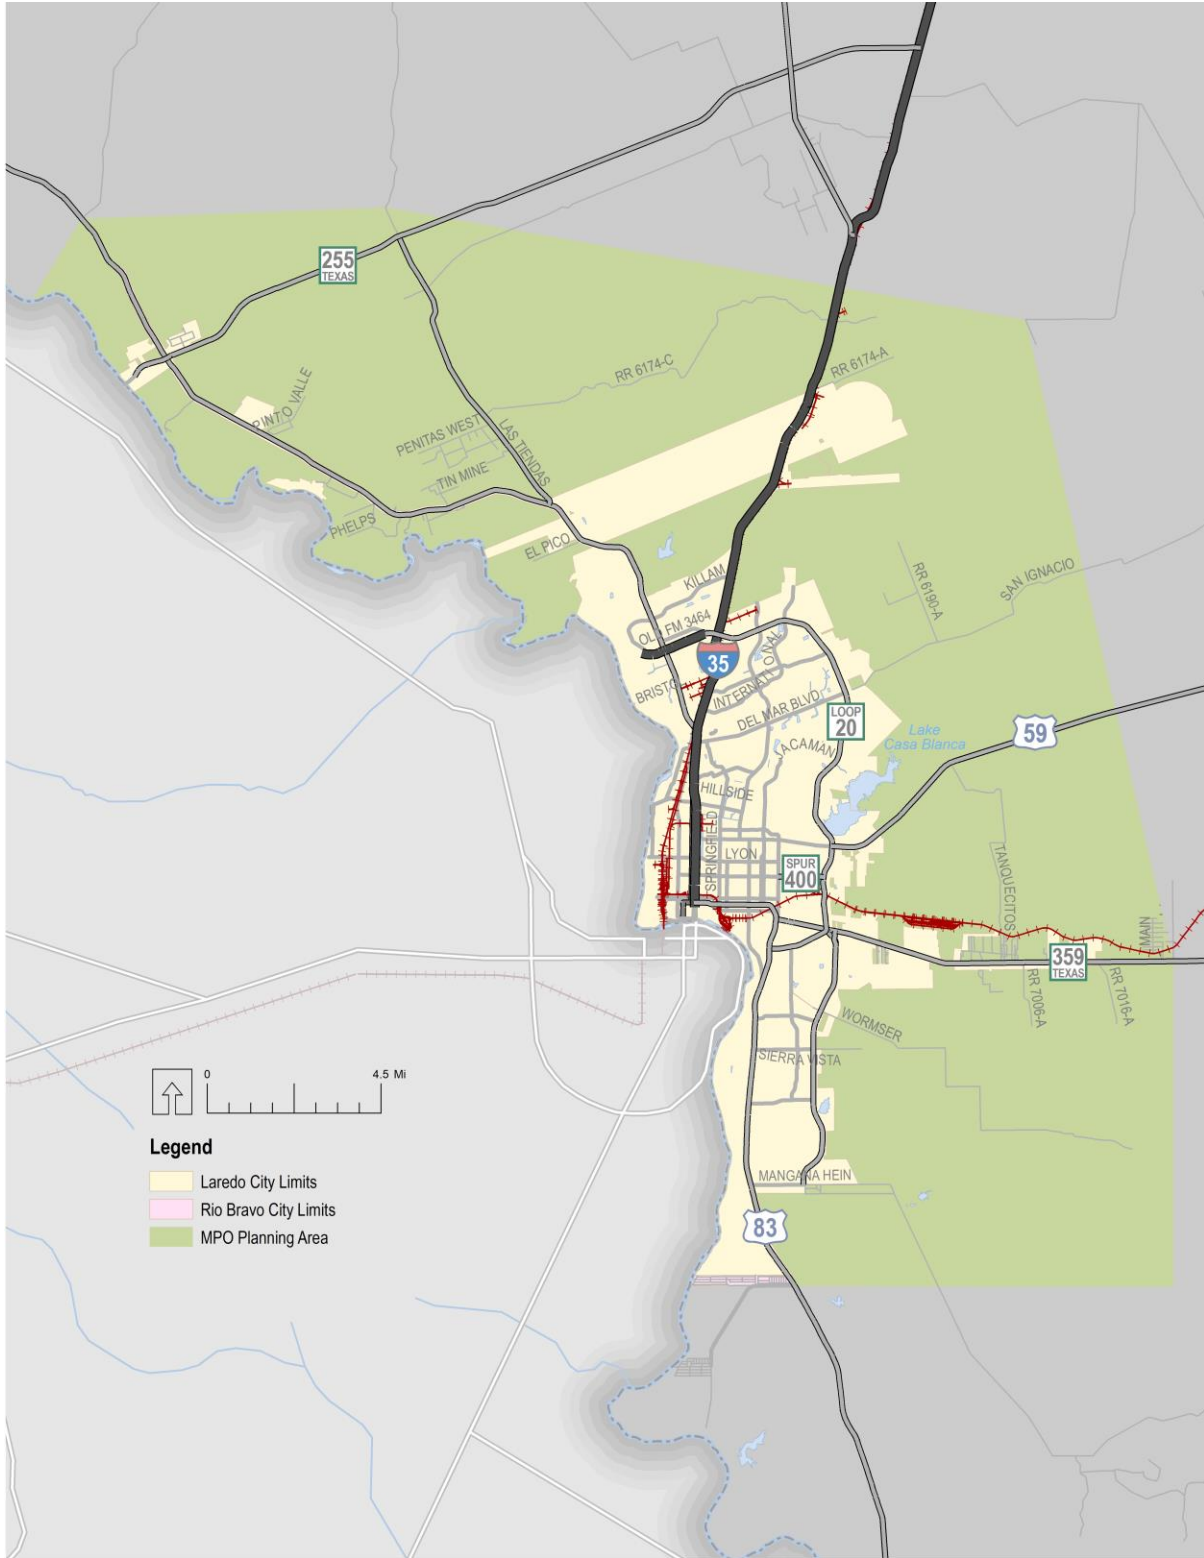 255
TEXAS
RR 6174-C
RR 6174-A
PINTO VALLE
PENITAS WEST
LAS TIENDAS
TIN MINE
PHELPS
EL PICO
KILLAM
RR 6190-A
SAN IGNACIO
OLD FM 3464
35
INTERNATIONAL
BRISTO
DEL MAR BLVD
LOOP
20
59
Lake
Casa Blanca
JACAMAN
HILLSIDE
SPRINGFIELD
LYON
SPUR
400
TANQUECITOS
MAIN
359
TEXAS
RR 7006-A
RR 7016-A
WORMSER
SIERRA VISTA
0 4.5 Mi
Legend
Laredo City Limits
Rio Bravo City Limits
MPO Planning Area
MANGANA HEIN
83